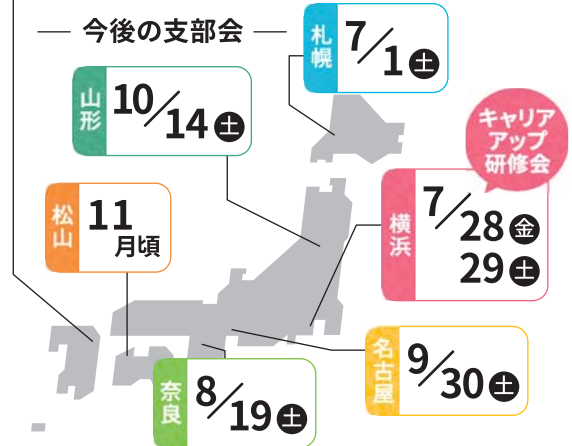 今後の支部会
札幌
7/1土
山形
10/14土
キャリア
アップ
研修会
松山
11
月頃
横浜
7/28金
29土
名古屋
9/30土
奈良
8/19土